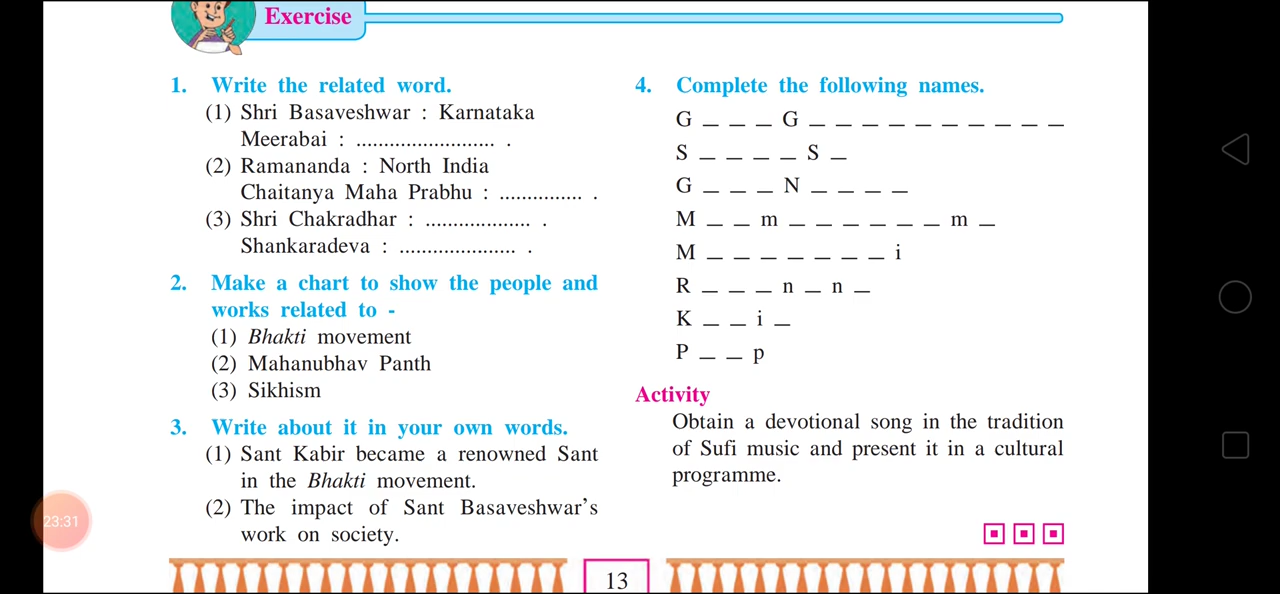 Exercise
1. Write the related word.
(1) Shri Basaveshwar : Karnataka
Meerabai : ......................... .
(2) Ramananda : North India
Chaitanya Maha Prabhu : ............... .
(3) Shri Chakradhar : ................... .
Shankaradeva : ..................... .
2. Make a chart to show the people and
works related to -
(1) Bhakti movement
(2) Mahanubhav Panth
(3) Sikhism
3. Write about it in your own words.
(1) Sant Kabir became a renowned Sant
in the Bhakti movement.
(2) The impact of Sant Basaveshwar's
work on society.
4. Complete the following names.
G _ _ _ G _ _ _ _ _ _ _ _ _ _
S _ _ _ _ S _
G _ _ _ N _ _ _ _
M _ _ m _ _ _ _ _ _ m _
M _ _ _ _ _ _ _ i
R _ _ _ n _ n _
K _ _ i _
P _ _ p
Activity
Obtain a devotional song in the tradition
of Sufi music and present it in a cultural
programme.
23:31
13